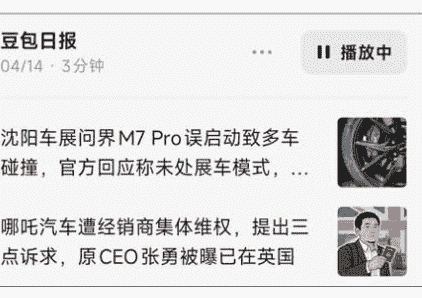 豆包日报
04/14 · 3分钟
播放中
沈阳车展问界M7 Pro误启动致多车
碰撞，官方回应称未处展车模式，...
哪吒汽车遭经销商集体维权，提出三
点诉求，原CEO张勇被曝已在英国